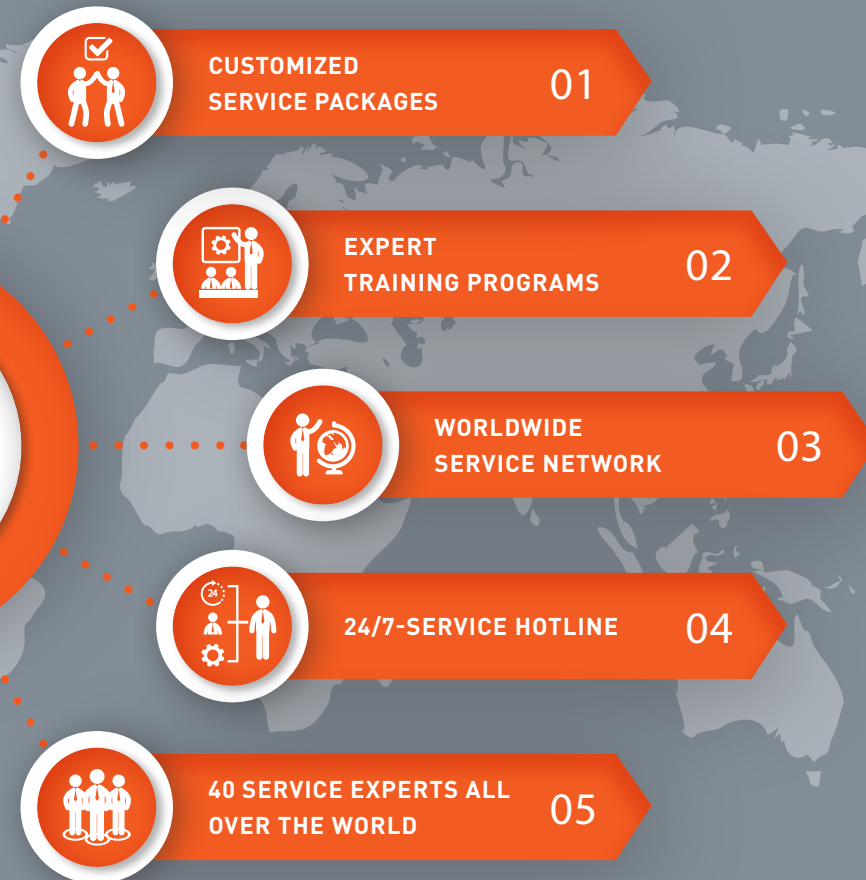 CUSTOMIZED
SERVICE PACKAGES
01
EXPERT
TRAINING PROGRAMS
02
WORLDWIDE
SERVICE NETWORK
03
24
24/7-SERVICE HOTLINE
04
40 SERVICE EXPERTS ALL
OVER THE WORLD
05